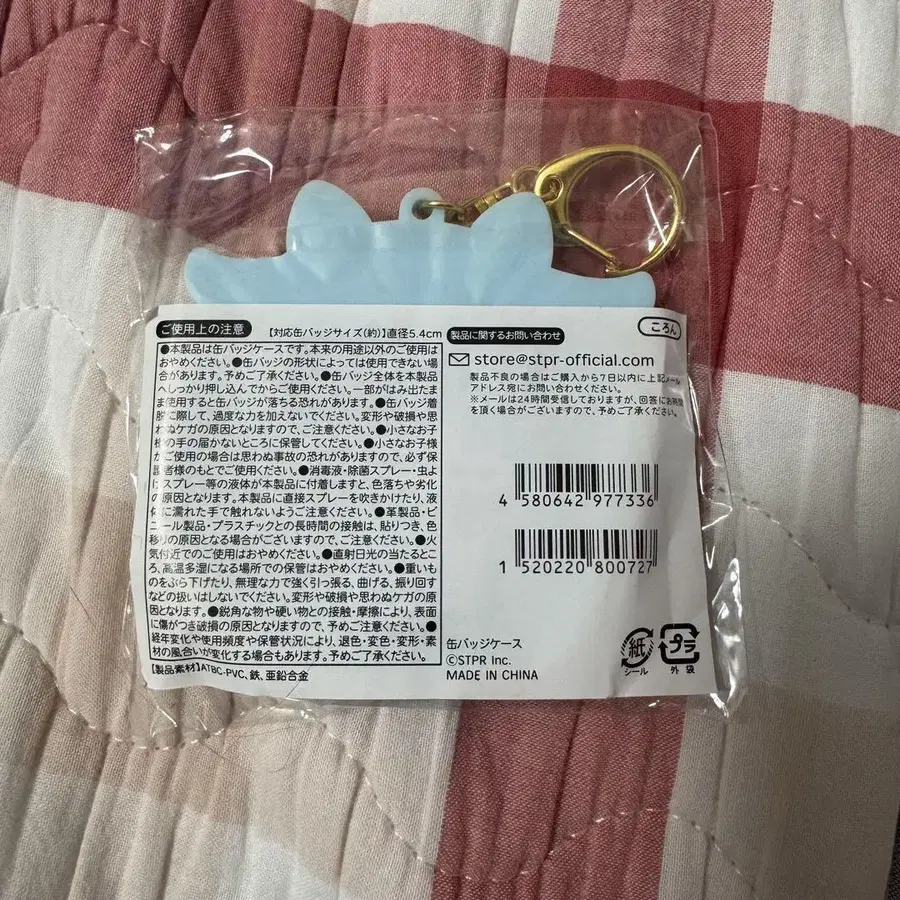 ご使用上の注意
【対応缶バッジサイズ(約)】直径5.4cm
●本製品は缶バッジケースです。本来の用途以外のご使用は
おやめください。●缶バッジの形状によっては使用できない場
合があります。予めご了承ください。●缶バッジ全体を本製品
へしっかり押し込んでからご使用ください。一部がはみ出たま
ま使用すると缶バッジが落ちる恐れがあります。●缶バッジ着
脱に際して、過度な力を加えないでください。変形や破損や思
わぬケガの原因となりますので、ご注意ください。●小さなお子
様の手の届かないところに保管してください。●小さなお子様
がご使用の場合は思わぬ事故の恐れがありますので、必ず保
護者様のもとでご使用ください。●消毒液・除菌スプレー・虫よ
けスプレー等の液体が本製品に付着しますと、色落ちや劣化
の原因となります。本製品に直接スプレーを吹きかけたり、液
体に濡れた手で触れないようご注意ください。●革製品・ビ
ニール製品・プラスチックとの長時間の接触は、貼りつき、色
移りの原因となる場合がございますので、ご注意ください。●火
気付近でのご使用はおやめください。●直射日光の当たるとこ
ろ、高温多湿になる場所での保管はおやめください。●重い
ものをぶら下げたり、無理な力で強く引っ張る、曲げる、振り回す
などの扱いはしないでください。変形や破損や思わぬケガの原
因となります。●鋭角な物や硬い物との接触・摩擦により、表面
に傷がつき破損の原因となりますので、予めご了承ください。●
経年変化や使用頻度や保管状況により、退色・変色・変形・素
材の風合いが変化する場合もあります。予めご了承ください。
【製品素材】ATBC-PVC、鉄、亜鉛合金
製品に関するお問い合わせ
ころん
store@stpr-official.com
製品不良の場合はご購入から7日以内に上記メール
アドレス宛にお問い合わせください。
※メールは24時間受信しておりますが、回答にお時間
を頂く場合がございますので、予めご了承ください。
4 580642 977336
1 520220 800727
缶バッジケース
©STPR Inc.
MADE IN CHINA
紙
シール
プラ
外袋